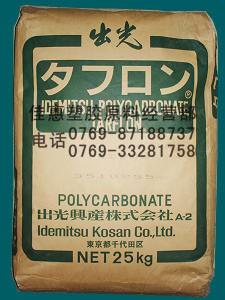 出光
タフロン®
IDEMITSU POLYCARBONATE
TARFLON
佳惠塑胶原料经营部
电话
0769-87188737
0769-33281758
POLYCARBONATE
出光興産株式会社 A-2
Idemitsu Kosan Co.,Ltd.
東京都千代田区
NET 25kg